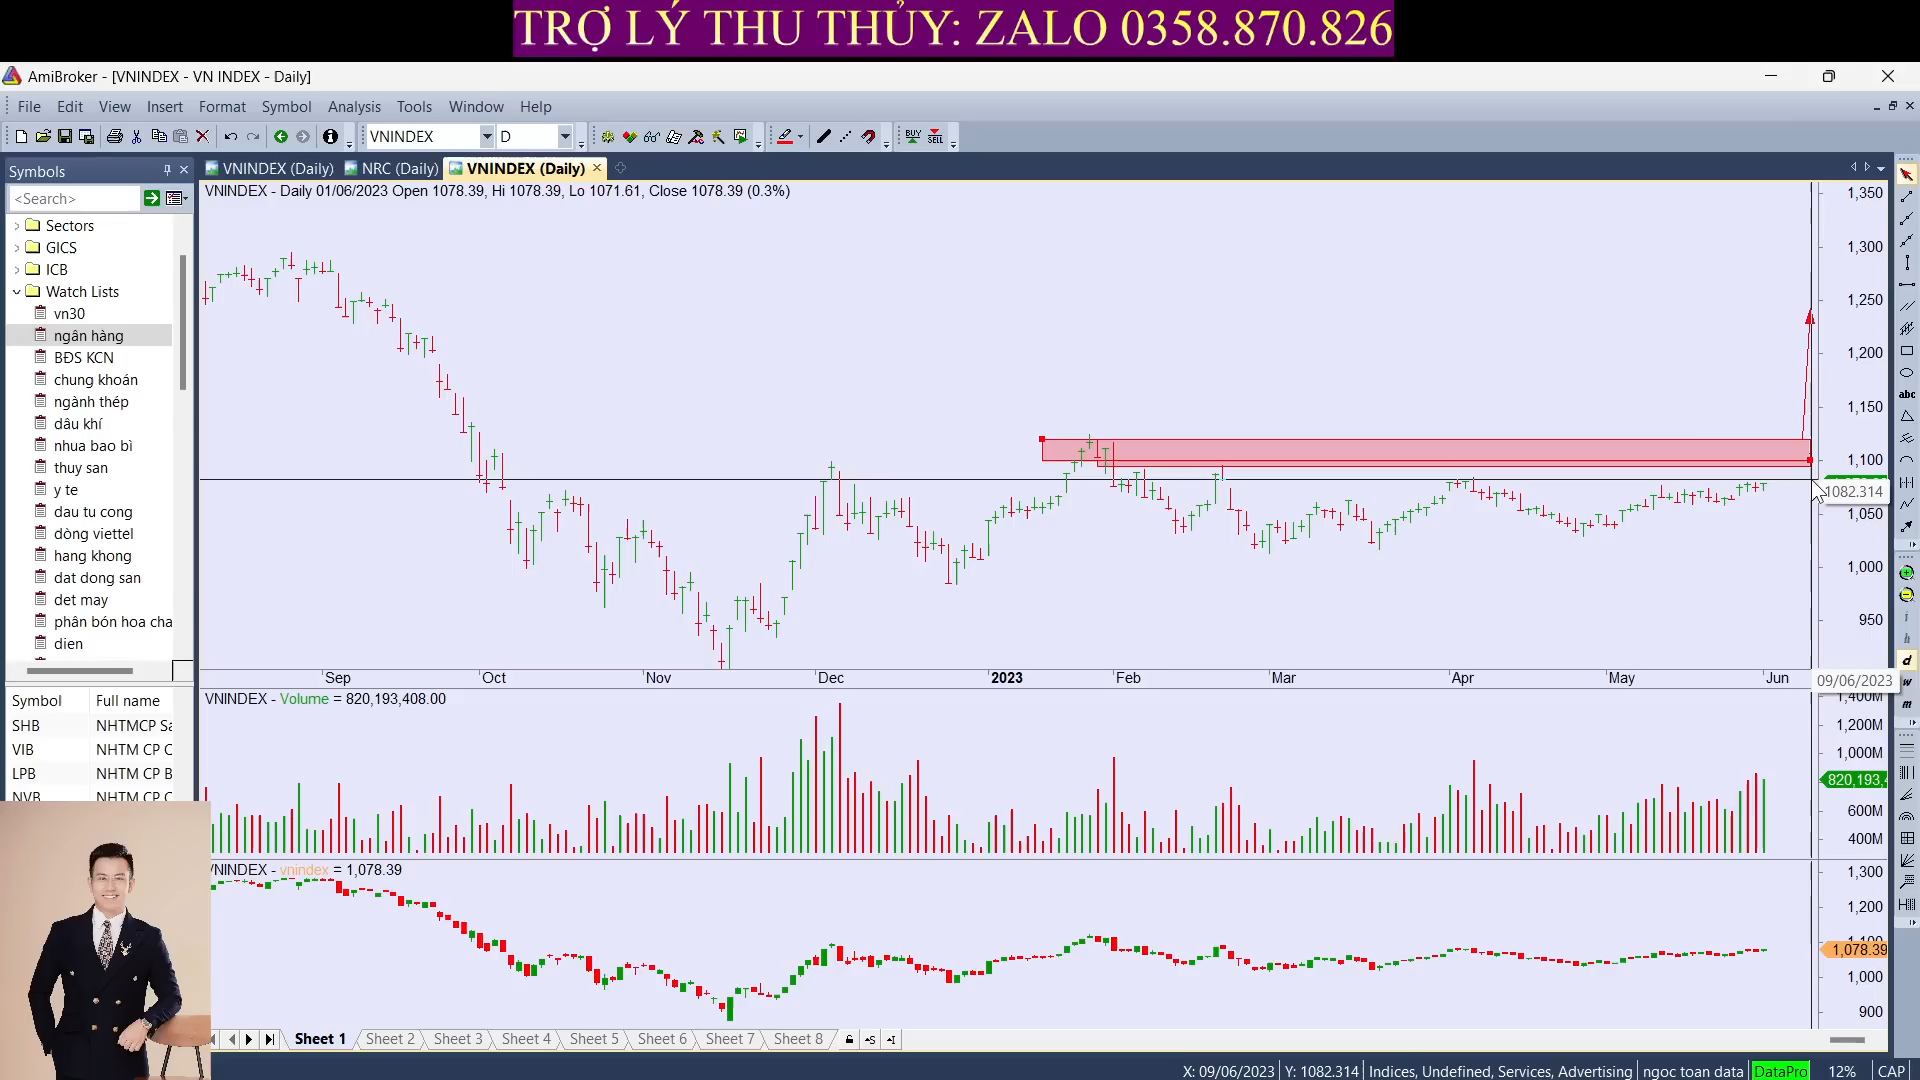 TRỢ LÝ THU THỦY: ZALO 0358.870.826
AmiBroker - [VNINDEX - VN INDEX - Daily]
File Edit View Insert Format Symbol Analysis Tools Window Help
VNINDEX D BUY SELL
Symbols
VNINDEX (Daily) NRC (Daily) VNINDEX (Daily)
<Search>
VNINDEX - Daily 01/06/2023 Open 1078.39, Hi 1078.39, Lo 1071.61, Close 1078.39 (0.3%)
Sectors
GICS
ICB
Watch Lists
vn30
ngân hàng
BĐS KCN
chung khoán
ngành thép
dâu khí
nhua bao bì
thuy san
y te
dau tu cong
dòng viettel
hang khong
dat dong san
det may
phân bón hoa cha
dien
1,350
1,300
1,250
1,200
1,150
1,100
1082.314
1,050
1,000
950
Sep Oct Nov Dec 2023 Feb Mar Apr May Jun
09/06/2023
Symbol Full name
SHB NHTMCP Sa
VIB NHTM CP C
LPB NHTM CP B
NVB NHTM CP C
VNINDEX - Volume = 820,193,408.00
1,400M
1,200M
1,000M
820,193,4
600M
400M
VNINDEX - vnindex = 1,078.39
1,300
1,200
1,100
1,078.39
1,000
900
abc
d
w
m
Sheet 1 Sheet 2 Sheet 3 Sheet 4 Sheet 5 Sheet 6 Sheet 7 Sheet 8
X: 09/06/2023 Y: 1082.314 Indices, Undefined, Services, Advertising ngoc toan data DataPro 12% CAP